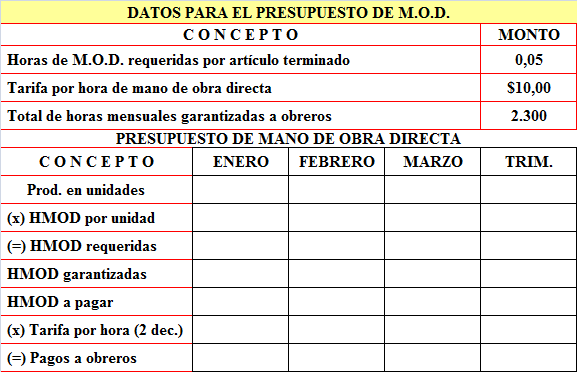 DATOS PARA EL PRESUPUESTO DE M.O.D.
C O N C E P T O MONTO
Horas de M.O.D. requeridas por artículo terminado 0,05
Tarifa por hora de mano de obra directa $10,00
Total de horas mensuales garantizadas a obreros 2.300
PRESUPUESTO DE MANO DE OBRA DIRECTA
C O N C E P T O ENERO FEBRERO MARZO TRIM.
Prod. en unidades
(x) HMOD por unidad
(=) HMOD requeridas
HMOD garantizadas
HMOD a pagar
(x) Tarifa por hora (2 dec.)
(=) Pagos a obreros